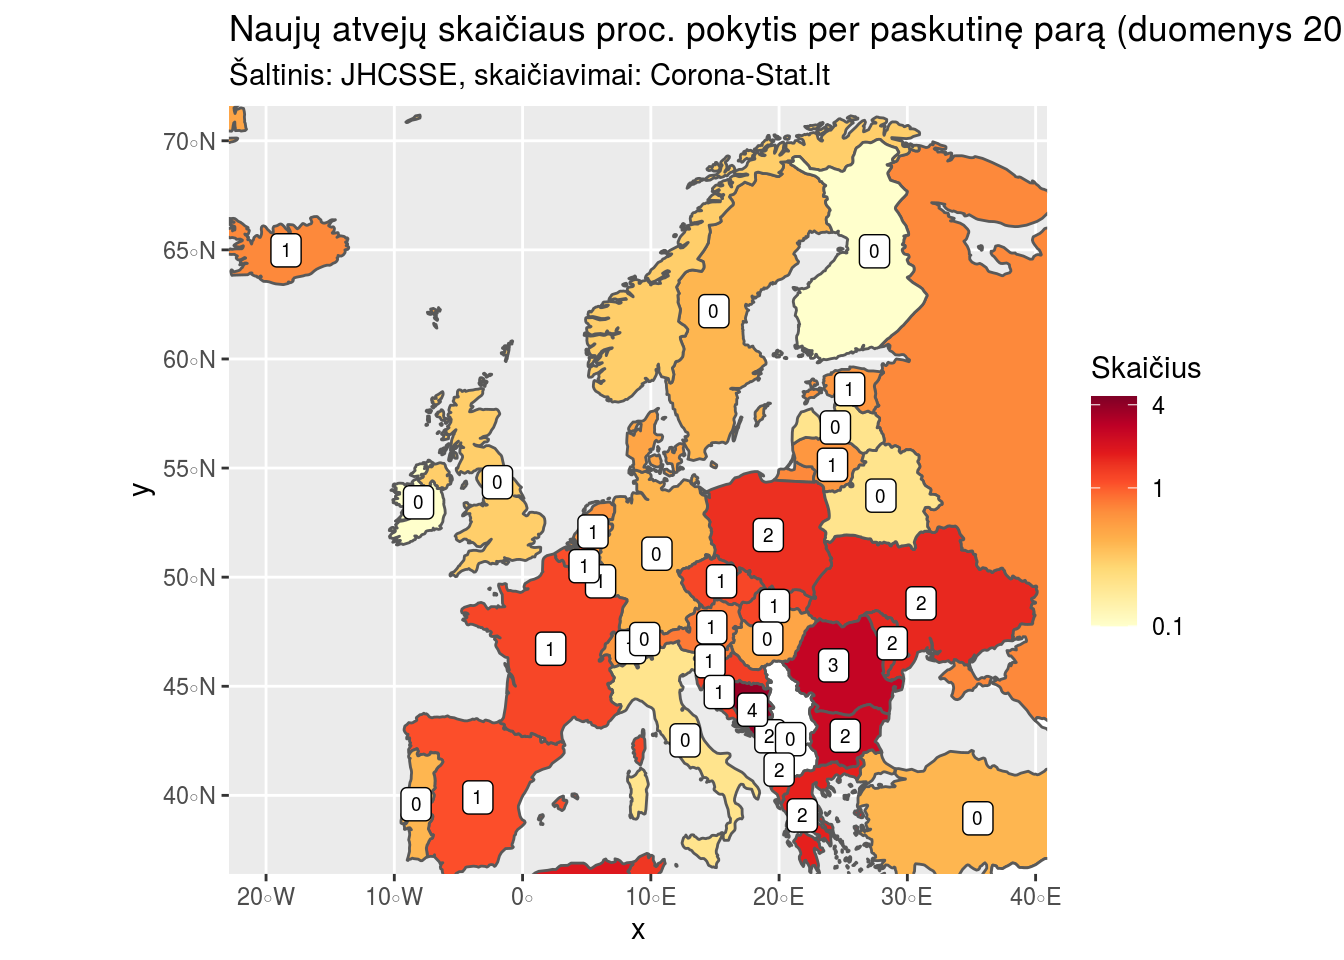 Naujų atvejų skaičiaus proc. pokytis per paskutinę parą (duomenys 20
Šaltinis: JHCSSE, skaičiavimai: Corona-Stat.lt
70◦N
65◦N
60◦N
55◦N
50◦N
45◦N
40◦N
y
1
0
0
1
0
1
0
0
0
1
2
0
1
1
1
1
2
1
1
0
1
0
2
1
3
1
4
0
2
0
2
2
0
1
2
0
20◦W
10◦W
0◦
10◦E
20◦E
30◦E
40◦E
x
Skaičius
4
1
0.1